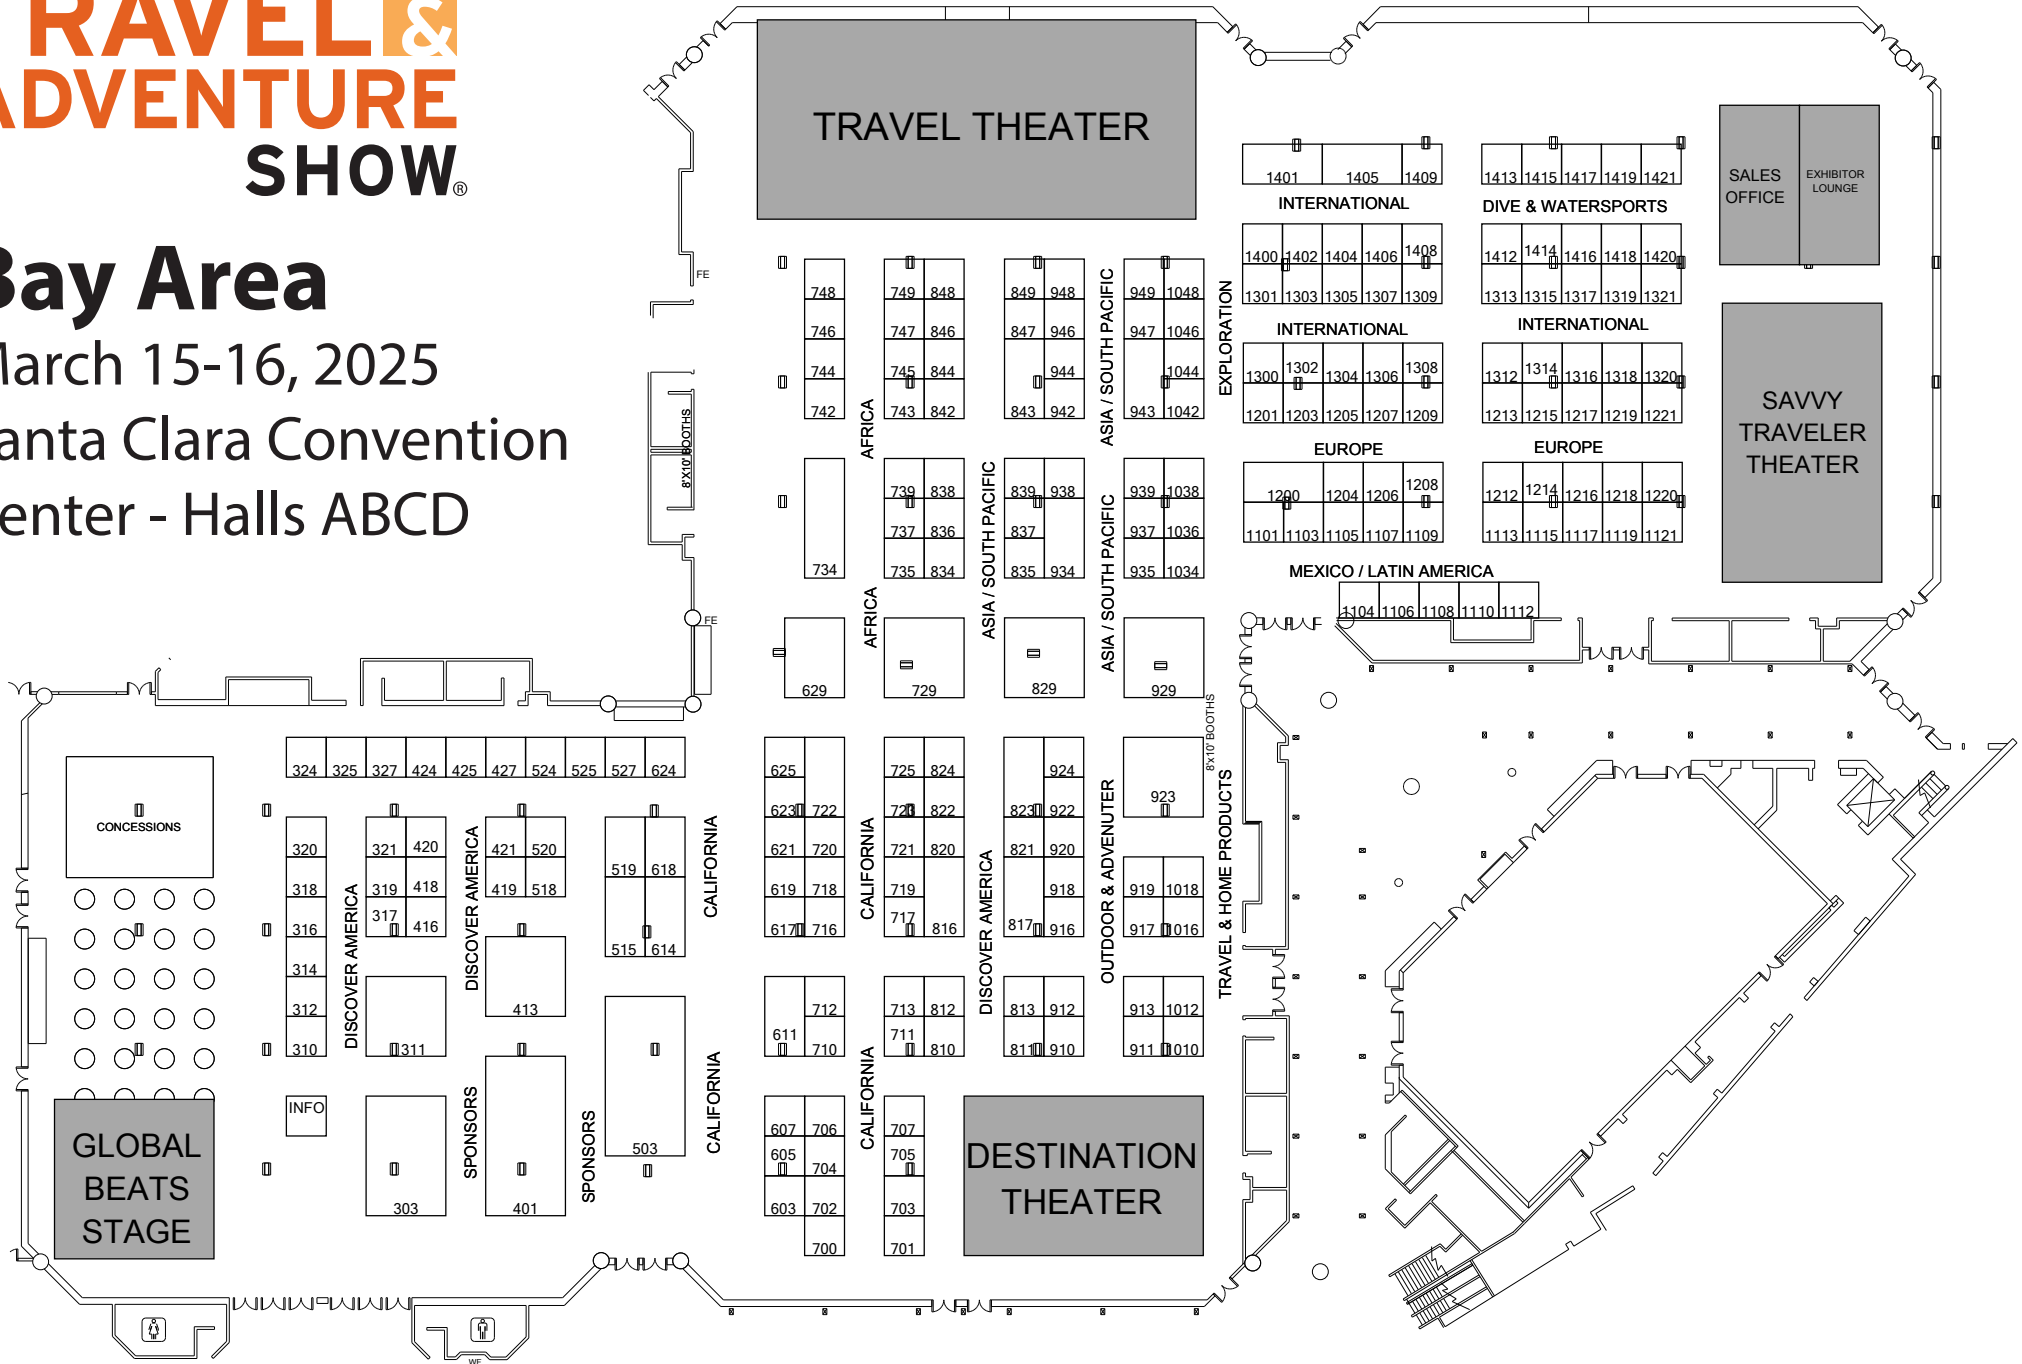 TRAVEL &
ADVENTURE
SHOW®
Bay Area
March 15-16, 2025
Santa Clara Convention
Center - Halls ABCD
TRAVEL THEATER
1401 1405 1409
1413 1415 1417 1419 1421
SALES
OFFICE
EXHIBITOR
LOUNGE
INTERNATIONAL
DIVE & WATERSPORTS
1400 1402 1404 1406 1408
1412 1414 1416 1418 1420
1301 1303 1305 1307 1309
1313 1315 1317 1319 1321
INTERNATIONAL
INTERNATIONAL
1300 1302 1304 1306 1308
1312 1314 1316 1318 1320
1201 1203 1205 1207 1209
1213 1215 1217 1219 1221
EUROPE
EUROPE
1200 1204 1206 1208
1212 1214 1216 1218 1220
1101 1103 1105 1107 1109
1113 1115 1117 1119 1121
MEXICO / LATIN AMERICA
1104 1106 1108 1110 1112
SAVVY
TRAVELER
THEATER
EXPLORATION
FE
8'X10' BOOTHS
FE
748 749 848 849 948 949 1048
746 747 846 847 946 947 1046
744 745 844 944 1044
742 743 842 843 942 943 1042
AFRICA
ASIA / SOUTH PACIFIC
739 838 839 938 939 1038
737 836 837 937 1036
734 735 834 835 934 935 1034
AFRICA
ASIA / SOUTH PACIFIC
ASIA / SOUTH PACIFIC
629 729 829 929
8'x10' BOOTHS
324 325 327 424 425 427 524 525 527 624
625 725 824 924
623 722 723 822 823 922 923
621 720 721 820 821 920
619 718 719 918 919 1018
617 716 717 816 817 916 917 1016
CONCESSIONS
320 321 420 421 520 519 618
318 319 418 419 518
316 317 416 515 614
314
312 413
310 311
DISCOVER AMERICA
DISCOVER AMERICA
CALIFORNIA
CALIFORNIA
DISCOVER AMERICA
OUTDOOR & ADVENUTER
TRAVEL & HOME PRODUCTS
712 713 812 813 912 913 1012
611 710 711 810 811 910 911 1010
INFO
303 401 503
SPONSORS
SPONSORS
CALIFORNIA
CALIFORNIA
607 706 707
605 704 705
603 702 703
700 701
GLOBAL
BEATS
STAGE
DESTINATION
THEATER
WF